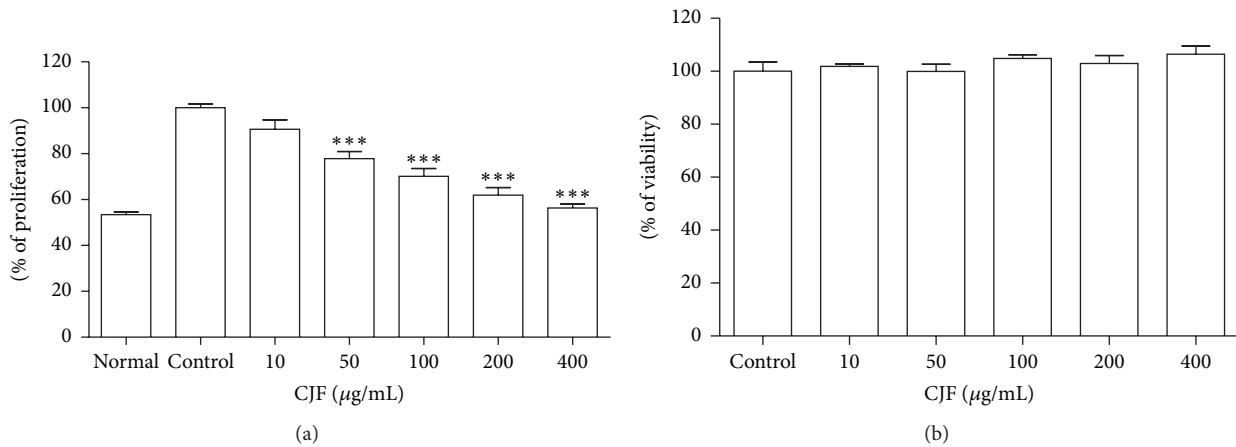 120
100
80
60
40
20
0
(% of proliferation)
***
***
***
***
Normal Control 10 50 100 200 400
CJF (μg/mL)
(a)
120
100
80
60
40
20
0
(% of viability)
Control 10 50 100 200 400
CJF (μg/mL)
(b)